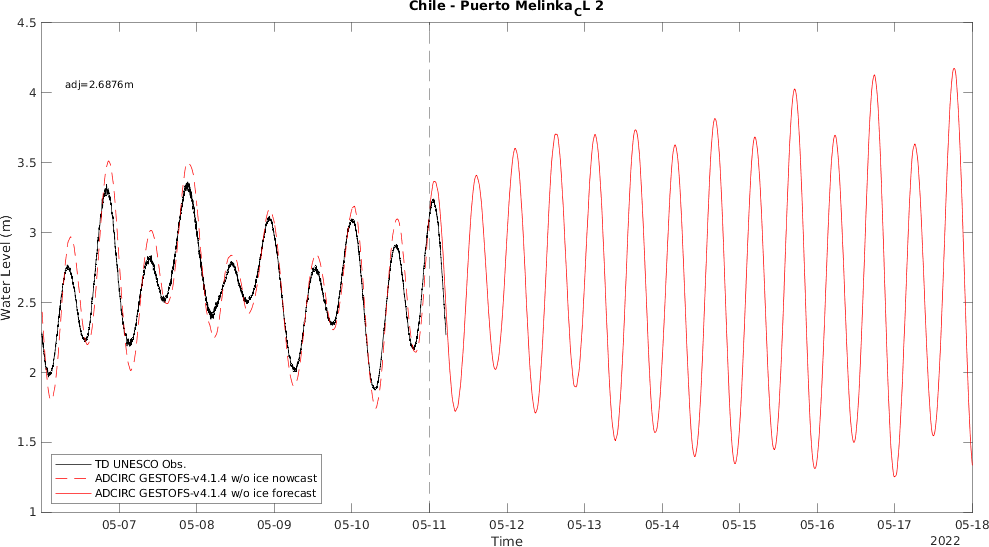 Chile - Puerto MelinkaCL 2
4.5
4
3.5
3
2.5
2
1.5
1
Water Level (m)
adj=2.6876m
TD UNESCO Obs.
ADCIRC GESTOFS-v4.1.4 w/o ice nowcast
ADCIRC GESTOFS-v4.1.4 w/o ice forecast
05-07 05-08 05-09 05-10 05-11 05-12 05-13 05-14 05-15 05-16 05-17 05-18
Time
2022